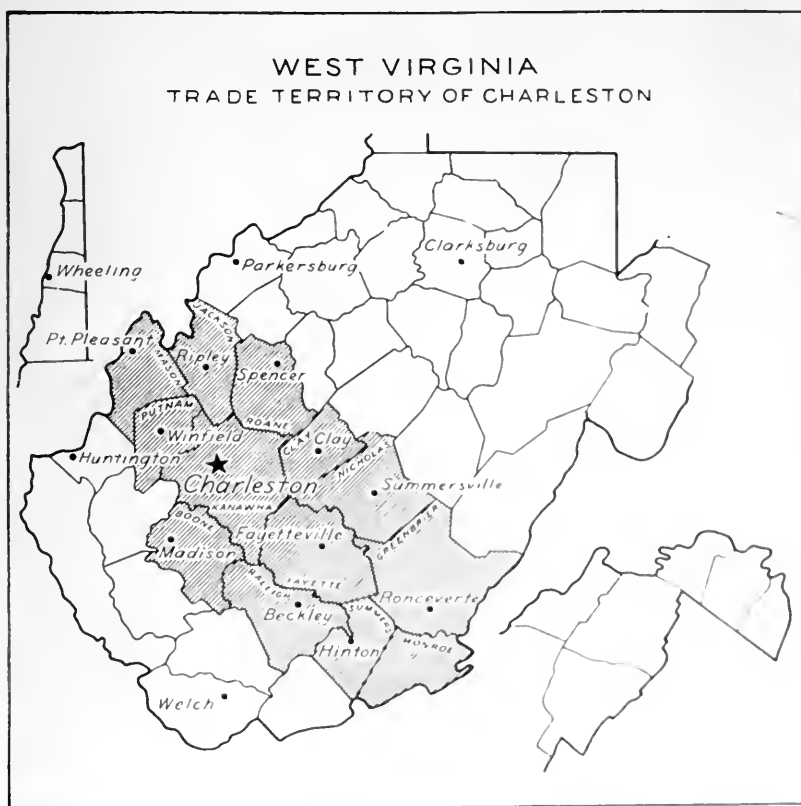 WEST VIRGINIA
TRADE TERRITORY OF CHARLESTON
Wheeling
Parkersburg
Clarksburg
Pt. Pleasant
MASON
JACKSON
Ripley
Spencer
ROANE
PUTNAM
Winfield
Huntington
Charleston
KANAWHA
CLAY
Clay
NICHOLAS
Summersville
BOONE
Madison
Fayetteville
FAYETTE
GREENBRIER
RALEIGH
Beckley
SUMMERS
Ronceverte
Hinton
MONROE
Welch